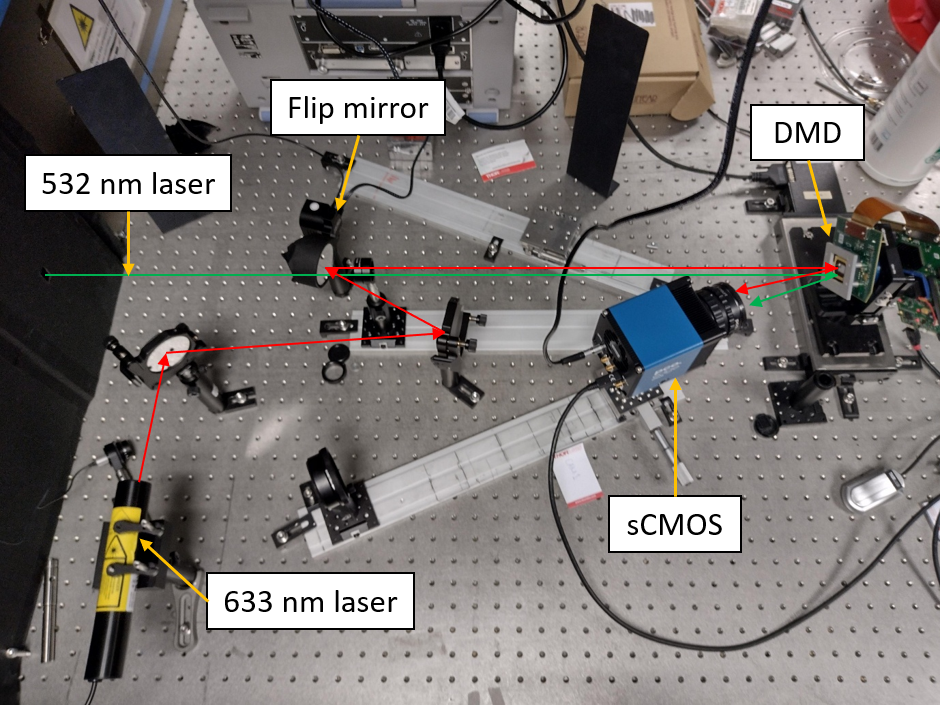 Flip mirror
DMD
532 nm laser
sCMOS
633 nm laser